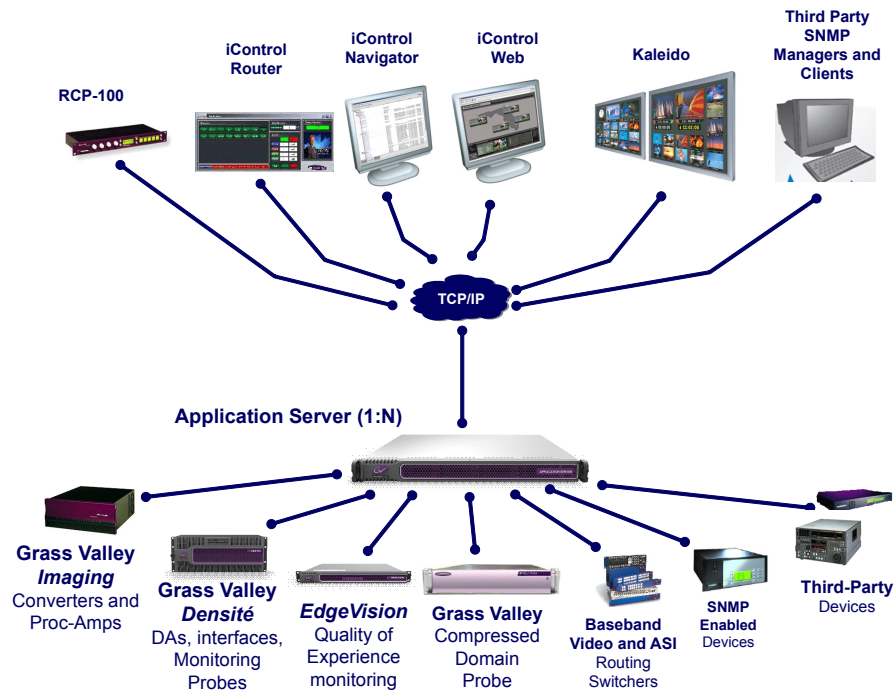 Third Party
SNMP
Managers and
Clients
iControl
Router
iControl
Navigator
iControl
Web
Kaleido
RCP-100
TCP/IP
Application Server (1:N)
APPLICATION SERVER
Grass Valley
Imaging
Converters and
Proc-Amps
Grass Valley
Densité
DAs, interfaces,
Monitoring
Probes
EdgeVision
Quality of
Experience
monitoring
Grass Valley
Compressed
Domain
Probe
Baseband
Video and ASI
Routing
Switchers
SNMP
Enabled
Devices
Third-Party
Devices